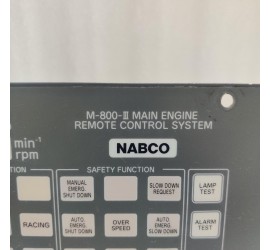 M-800-III MAIN ENGINE
REMOTE CONTROL SYSTEM
min⁻¹
rpm
NABCO
SAFETY FUNCTION
MANUAL
EMERG.
SHUT DOWN
SLOW DOWN
REQUEST
LAMP
TEST
RACING
AUTO.
EMERG.
SHUT DOWN
OVER
SPEED
AUTO.
EMERG.
SLOW DOWN
ALARM
TEST